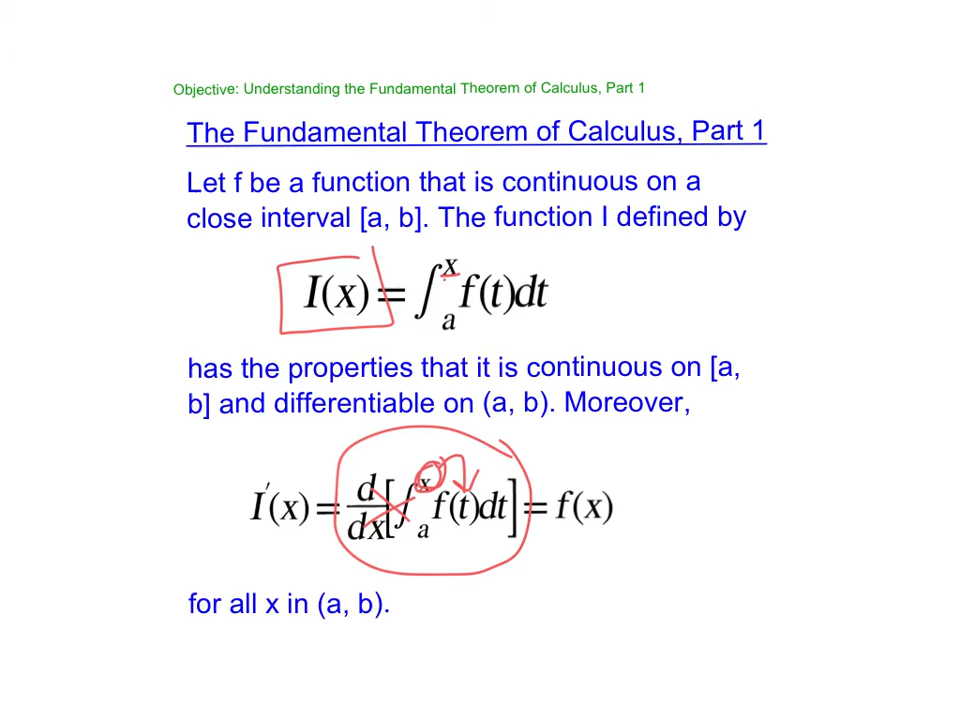 Objective: Understanding the Fundamental Theorem of Calculus, Part 1
The Fundamental Theorem of Calculus, Part 1
Let f be a function that is continuous on a
close interval [a, b]. The function I defined by
I(x) = ∫ₐˣ f(t)dt
has the properties that it is continuous on [a,
b] and differentiable on (a, b). Moreover,
I′(x) = d/dx[∫ₐˣ f(t)dt] = f(x)
for all x in (a, b).